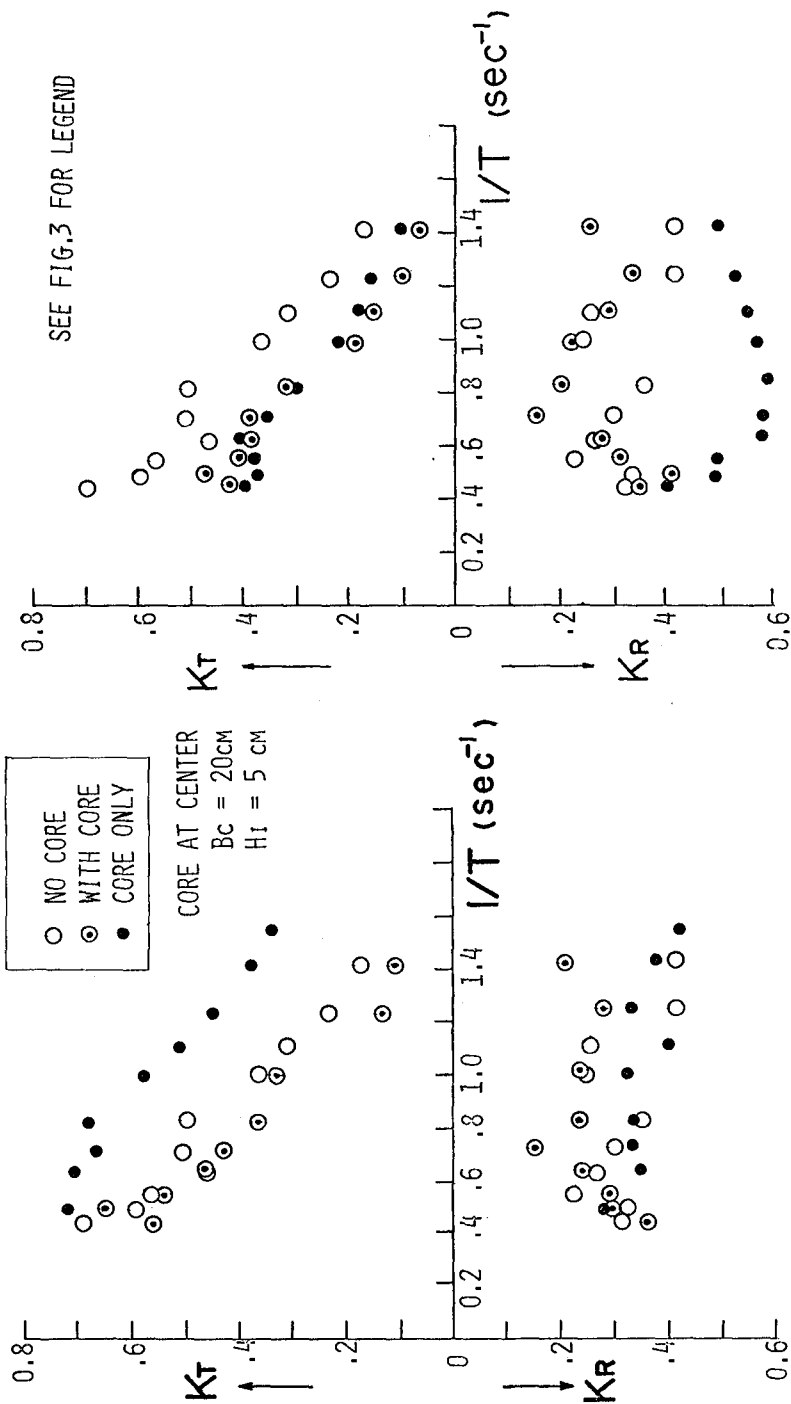 ○ NO CORE
⊙ WITH CORE
● CORE ONLY
CORE AT CENTER
Bc = 20CM
HI = 5 CM
0.8
.6
KT
.4
.2
0
0.2 .4 .6 .8 1.0 1.4
1/T (sec⁻¹)
.2
.4
KR
0.6
SEE FIG.3 FOR LEGEND
0.8
.6
KT
.4
.2
0
0.2 .4 .6 .8 1.0 1.4
1/T (sec⁻¹)
.2
.4
KR
0.6